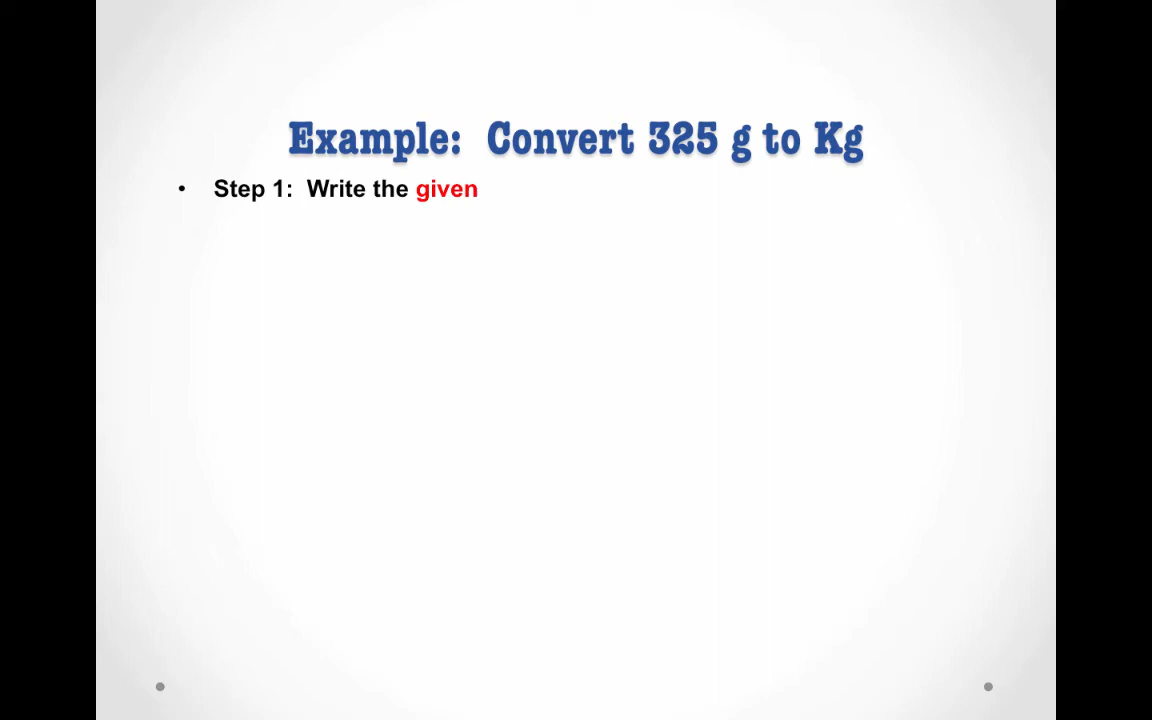 Example:  Convert 325 g to Kg
• Step 1:  Write the given